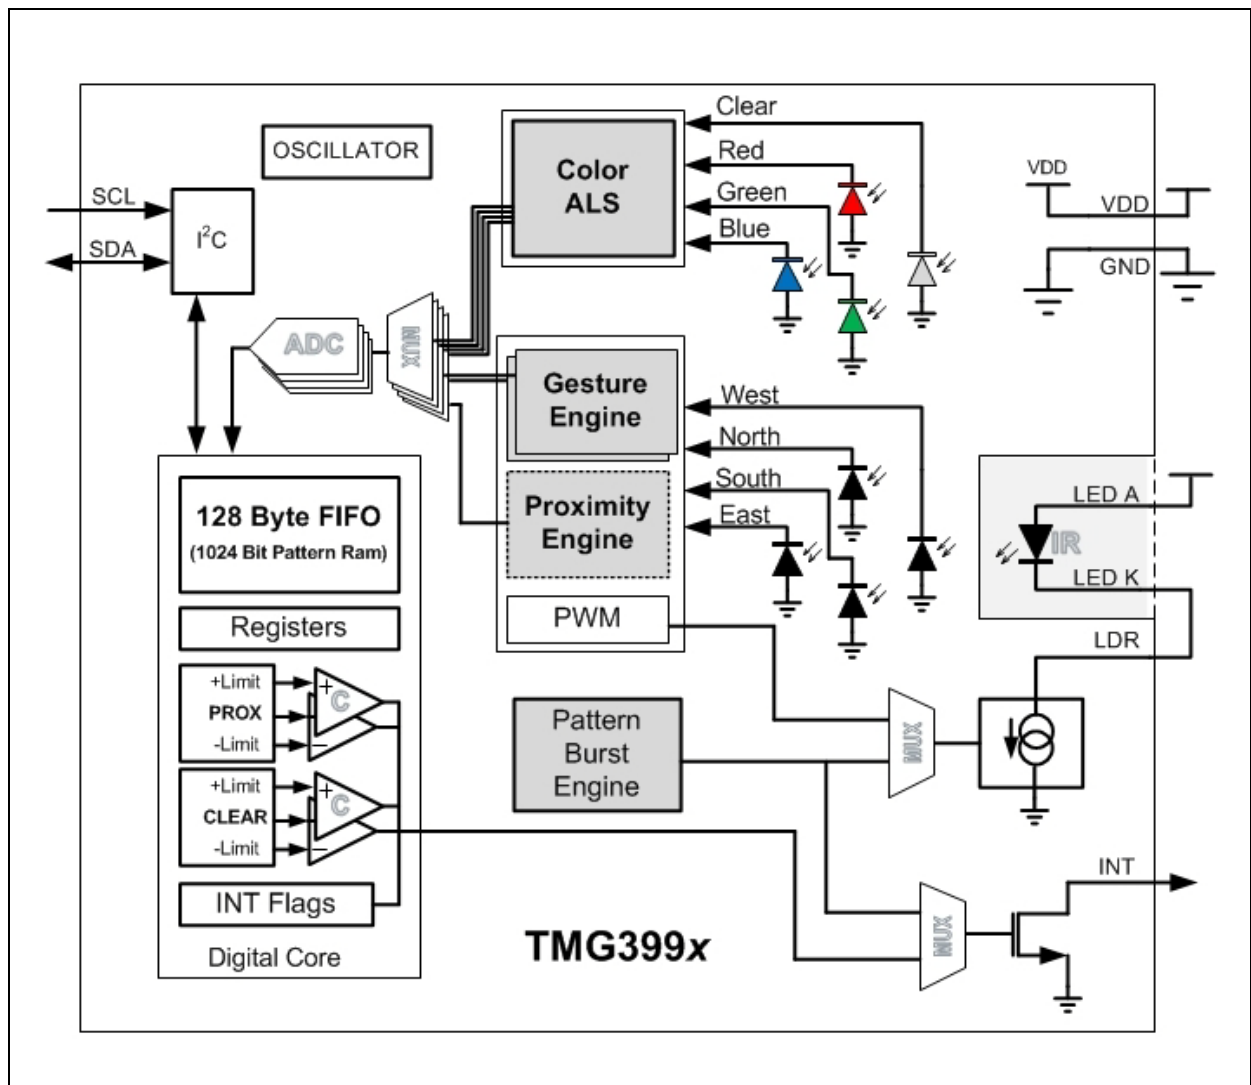 OSCILLATOR
SCL
SDA
I²C
Color
ALS
Clear
Red
Green
Blue
VDD
VDD
GND
ADC
MUX
Gesture
Engine
Proximity
Engine
PWM
West
North
South
East
LED A
IR
LED K
LDR
128 Byte FIFO
(1024 Bit Pattern Ram)
Registers
+Limit
PROX
-Limit
+
C
−
+Limit
CLEAR
-Limit
+
C
−
INT Flags
Digital Core
Pattern
Burst
Engine
MUX
MUX
INT
TMG399x